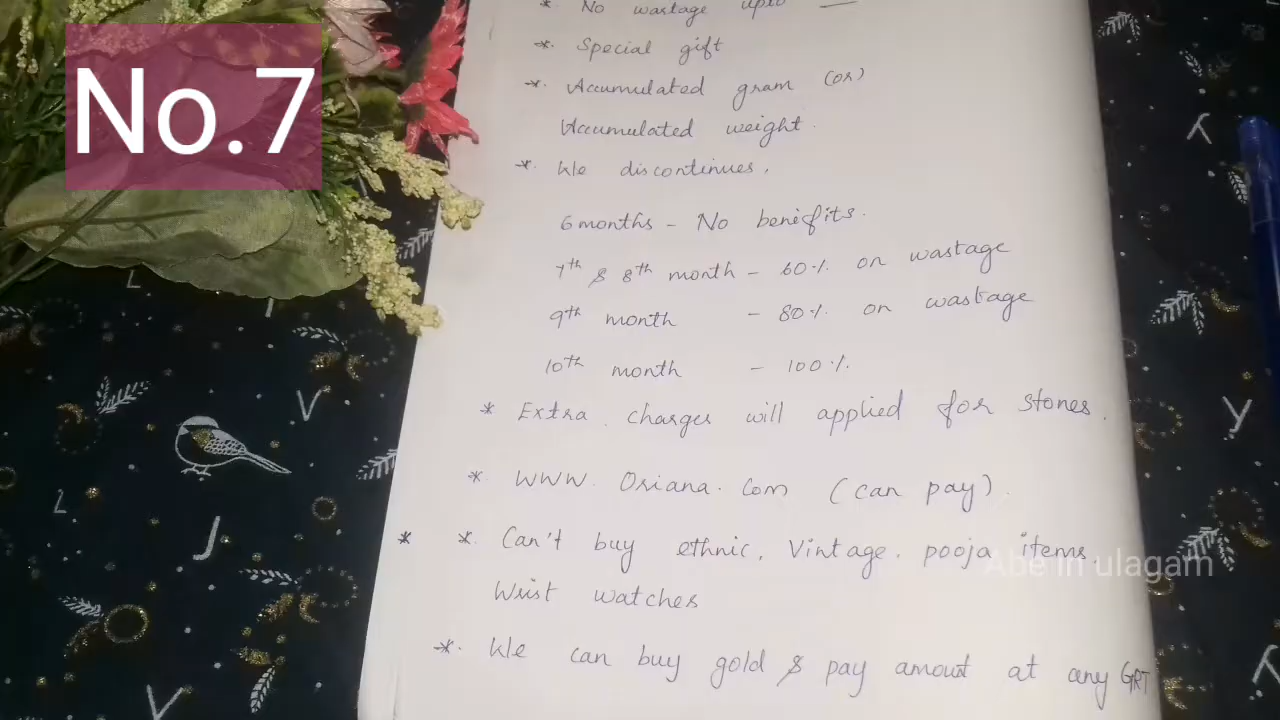 No.7
* No wastage upto —
* Special gift
* Accumulated gram (or)
Accumulated weight.
* We discontinues,
6 months - No benifits.
7th & 8th month - 60% on wastage
9th month - 80% on wastage
10th month - 100%.
* Extra charges will applied for stones.
* WWW. Oriana. Com (can pay).
* * Can't buy ethnic, Vintage, pooja items,
Wrist watches
* We can buy gold & pay amout at any GRT
Abe in ulagam